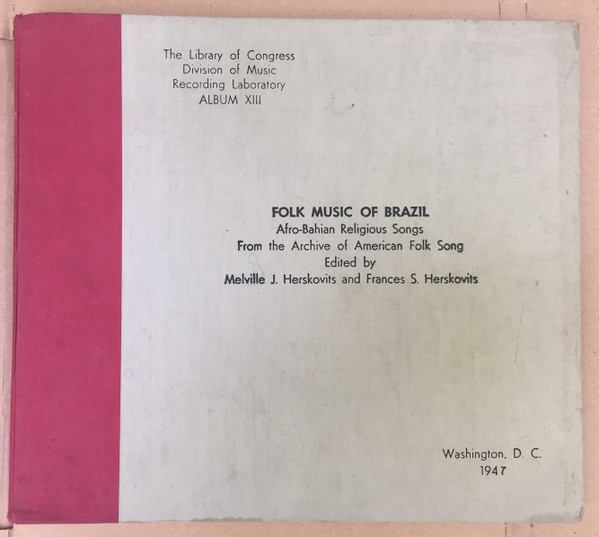 The Library of Congress
Division of Music
Recording Laboratory
ALBUM XIII
FOLK MUSIC OF BRAZIL
Afro-Bahian Religious Songs
From the Archive of American Folk Song
Edited by
Melville J. Herskovits and Frances S. Herskovits
Washington, D. C.
1947